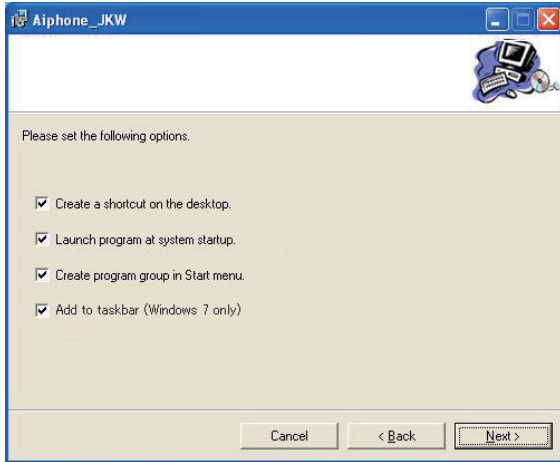 Aiphone_JKW
Please set the following options.
Create a shortcut on the desktop.
Launch program at system startup.
Create program group in Start menu.
Add to taskbar (Windows 7 only)
Cancel
< Back
Next >